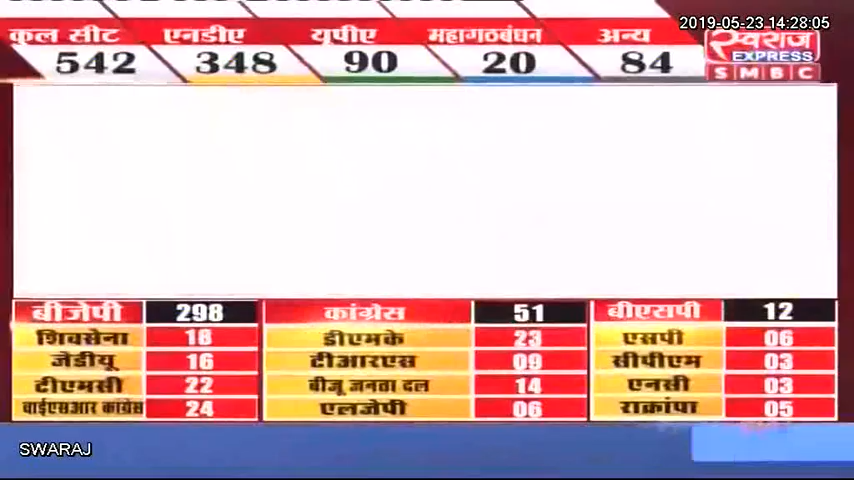 2019-05-23 14:28:05
कुल सीट एनडीए यूपीए महागठबंधन अन्य
542 348 90 20 84
स्वराज
EXPRESS
SMBC
बीजेपी 298 कांग्रेस 51 बीएसपी 12
शिवसेना 18 डीएमके 23 एसपी 06
जेडीयू 16 टीआरएस 09 सीपीएम 03
टीएमसी 22 बीजू जनता दल 14 एनसी 03
वाईएसआर कांग्रेस 24 एलजेपी 06 राक्रांपा 05
SWARAJ